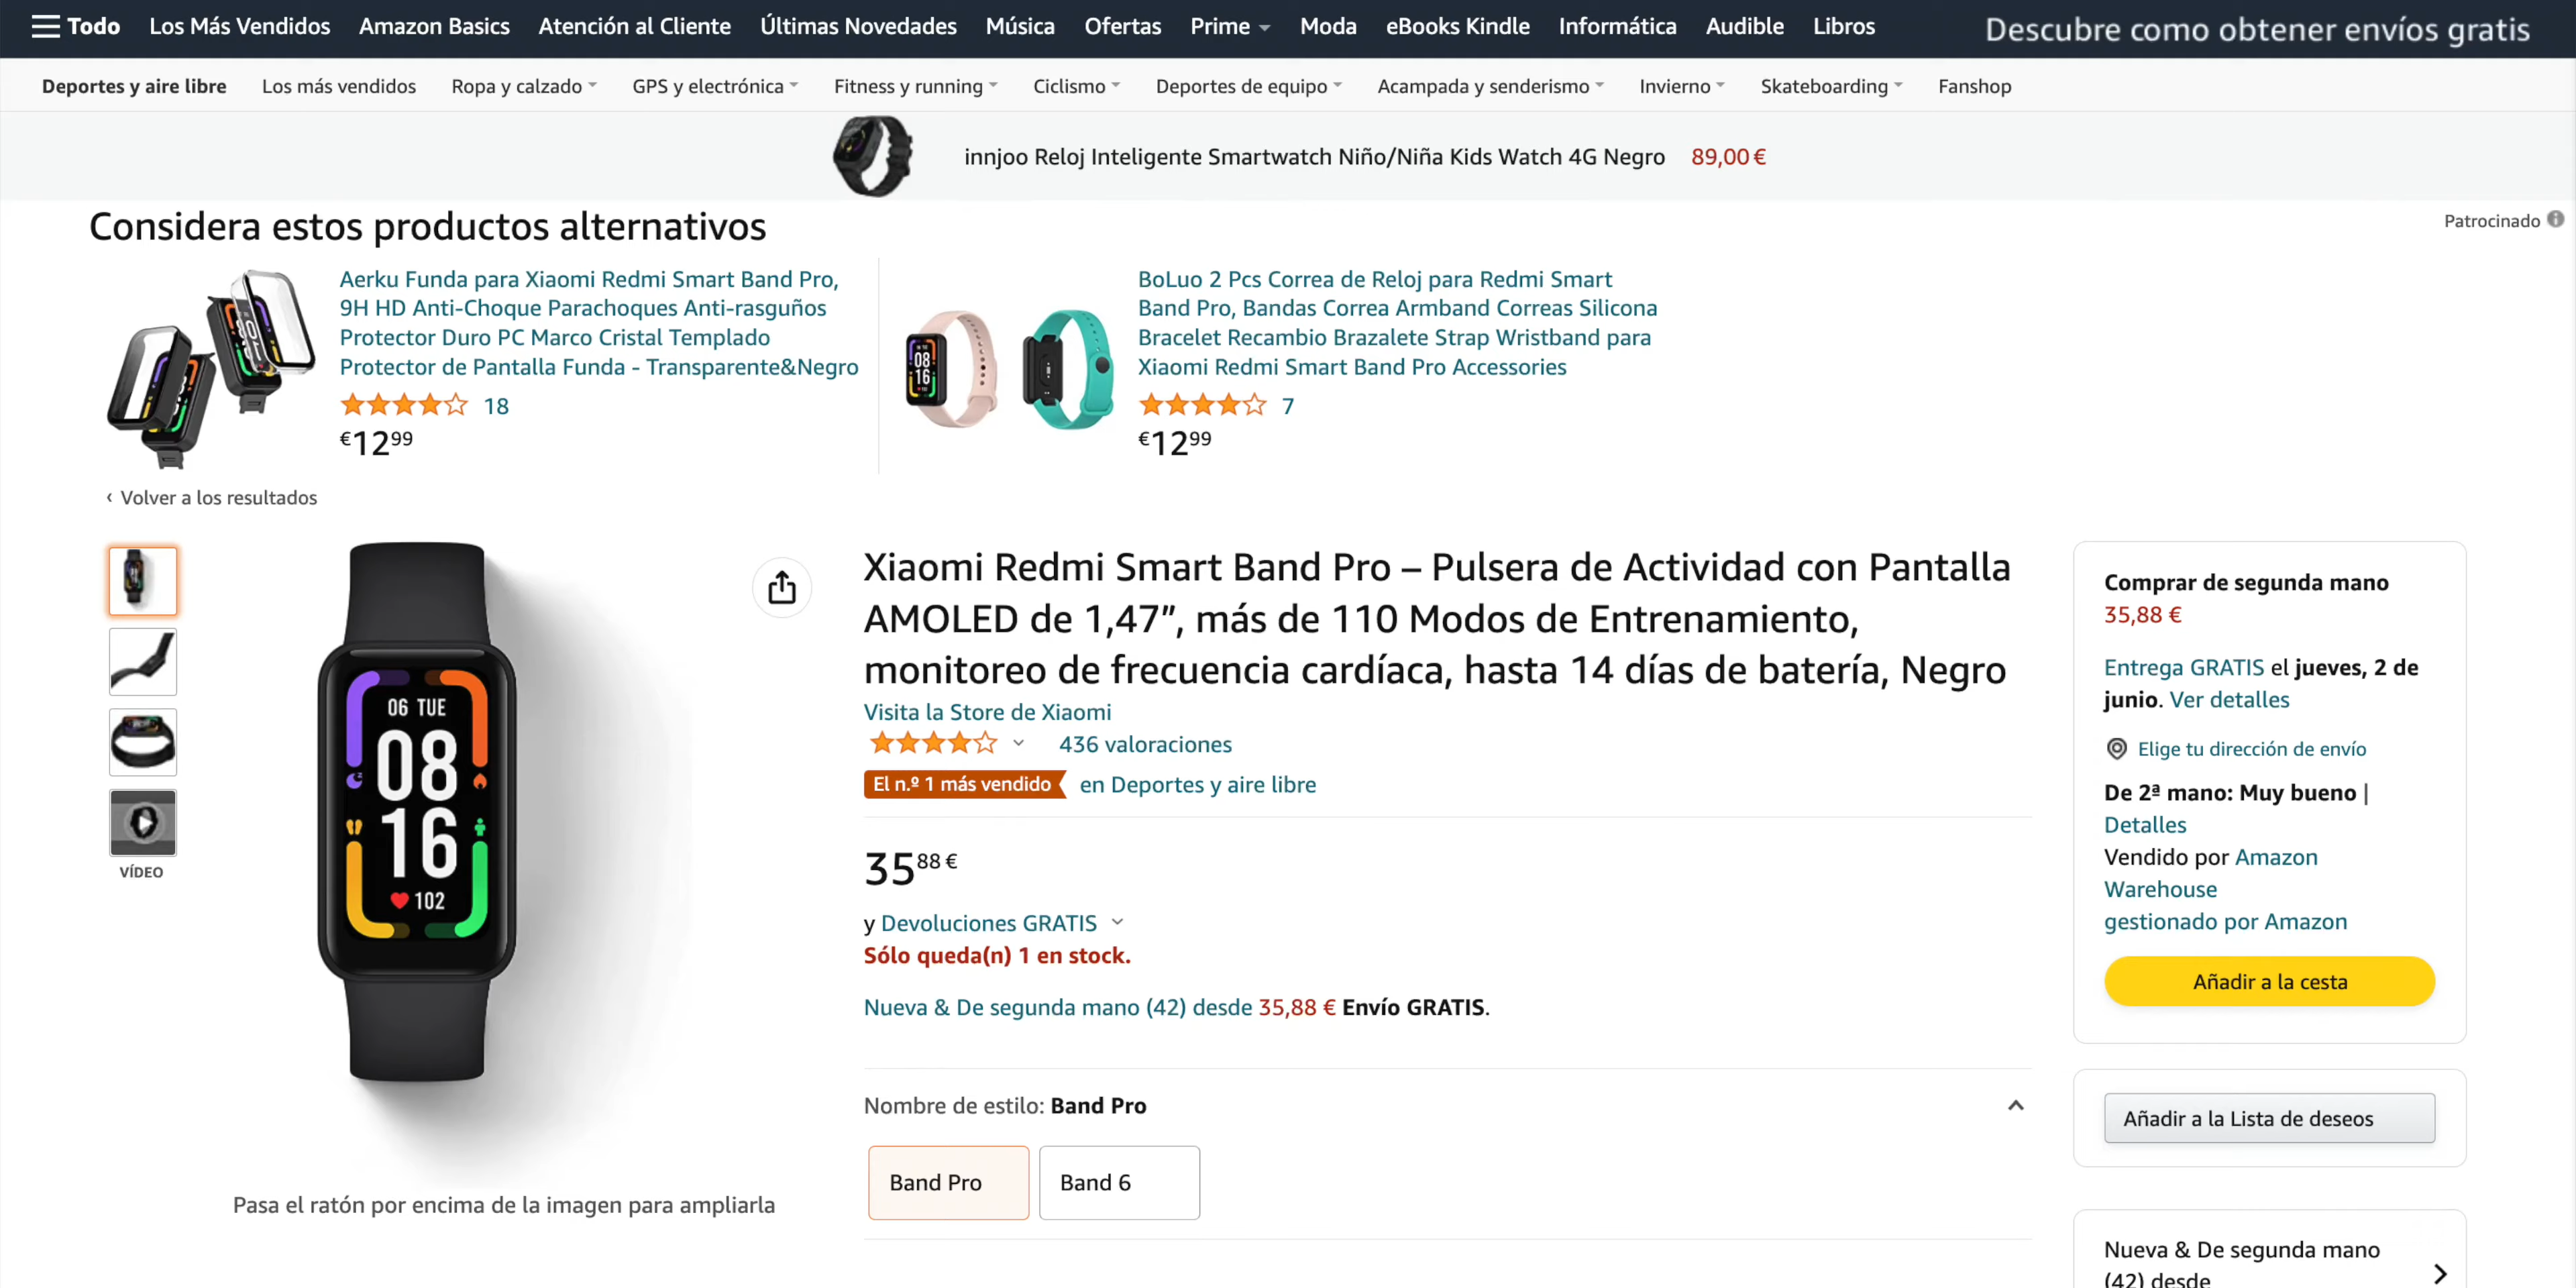 Todo Los Más Vendidos Amazon Basics Atención al Cliente Últimas Novedades Música Ofertas Prime Moda eBooks Kindle Informática Audible Libros Descubre como obtener envíos gratis
Deportes y aire libre Los más vendidos Ropa y calzado GPS y electrónica Fitness y running Ciclismo Deportes de equipo Acampada y senderismo Invierno Skateboarding Fanshop
innjoo Reloj Inteligente Smartwatch Niño/Niña Kids Watch 4G Negro 89,00 €
Considera estos productos alternativos
Patrocinado
Aerku Funda para Xiaomi Redmi Smart Band Pro,
9H HD Anti-Choque Parachoques Anti-rasguños
Protector Duro PC Marco Cristal Templado
Protector de Pantalla Funda - Transparente&Negro
18
€1299
08
16
BoLuo 2 Pcs Correa de Reloj para Redmi Smart
Band Pro, Bandas Correa Armband Correas Silicona
Bracelet Recambio Brazalete Strap Wristband para
Xiaomi Redmi Smart Band Pro Accessories
7
€1299
‹ Volver a los resultados
VÍDEO
06 TUE
08
16
102
Pasa el ratón por encima de la imagen para ampliarla
Xiaomi Redmi Smart Band Pro – Pulsera de Actividad con Pantalla
AMOLED de 1,47”, más de 110 Modos de Entrenamiento,
monitoreo de frecuencia cardíaca, hasta 14 días de batería, Negro
Visita la Store de Xiaomi
436 valoraciones
El n.º 1 más vendido en Deportes y aire libre
3588 €
y Devoluciones GRATIS
Sólo queda(n) 1 en stock.
Nueva & De segunda mano (42) desde 35,88 € Envío GRATIS.
Nombre de estilo: Band Pro
Band Pro Band 6
Comprar de segunda mano
35,88 €
Entrega GRATIS el jueves, 2 de
junio. Ver detalles
Elige tu dirección de envío
De 2ª mano: Muy bueno |
Detalles
Vendido por Amazon
Warehouse
gestionado por Amazon
Añadir a la cesta
Añadir a la Lista de deseos
Nueva & De segunda mano
(42) desde